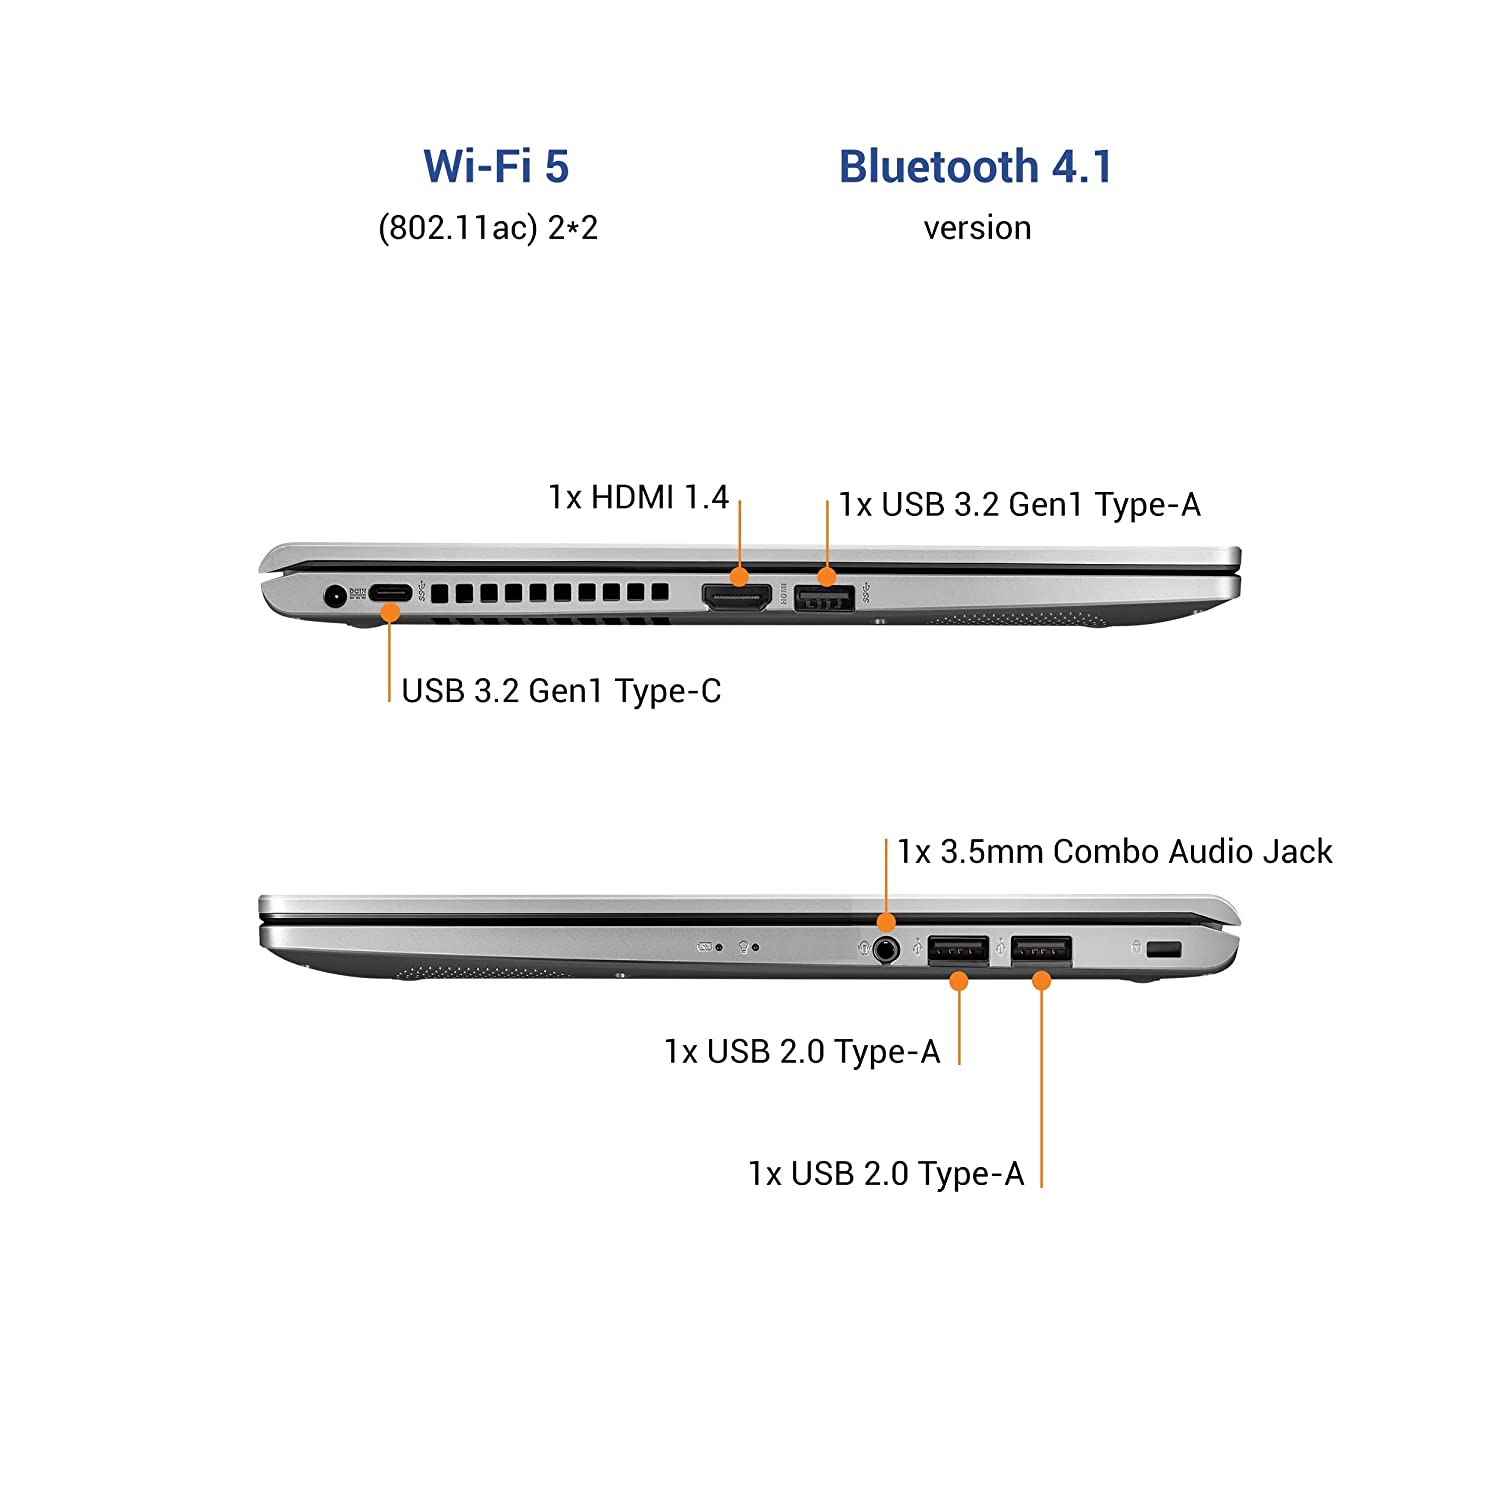 Wi-Fi 5
(802.11ac) 2*2
Bluetooth 4.1
version
1x HDMI 1.4
1x USB 3.2 Gen1 Type-A
HDMI
USB 3.2 Gen1 Type-C
1x 3.5mm Combo Audio Jack
1x USB 2.0 Type-A
1x USB 2.0 Type-A